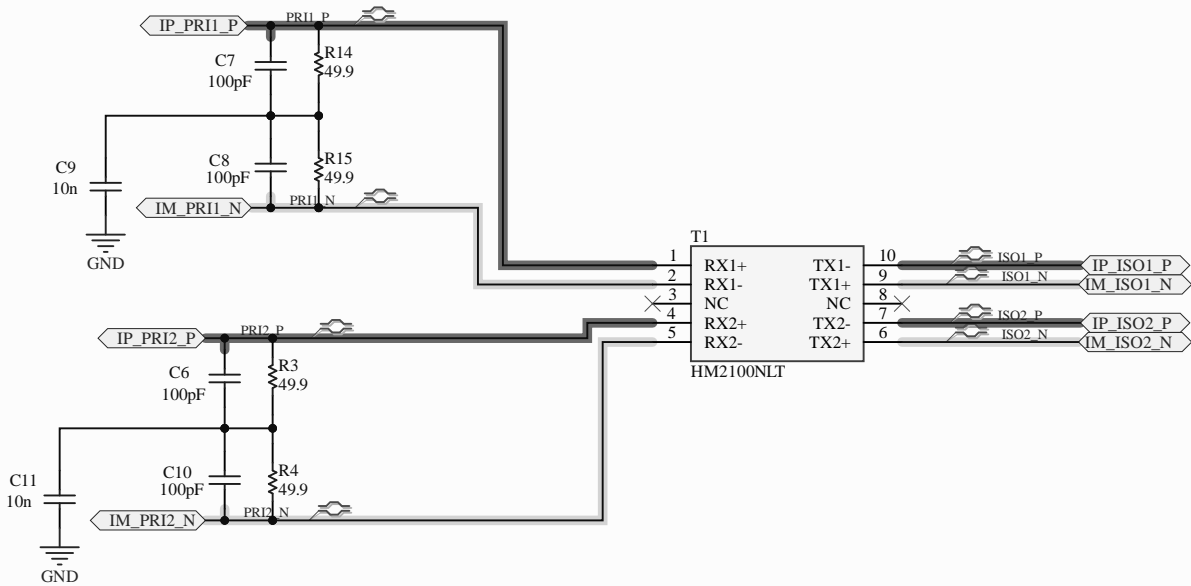 IP_PRI1_P
PRI1_P
C7
100pF
R14
49.9
C9
10n
C8
100pF
R15
49.9
IM_PRI1_N
PRI1_N
GND
T1
1
RX1+
TX1-
10
ISO1_P
IP_ISO1_P
2
RX1-
TX1+
9
ISO1_N
IM_ISO1_N
3
NC
NC
8
4
RX2+
TX2-
7
ISO2_P
IP_ISO2_P
5
RX2-
TX2+
6
ISO2_N
IM_ISO2_N
HM2100NLT
IP_PRI2_P
PRI2_P
C6
100pF
R3
49.9
C11
10n
C10
100pF
R4
49.9
IM_PRI2_N
PRI2_N
GND